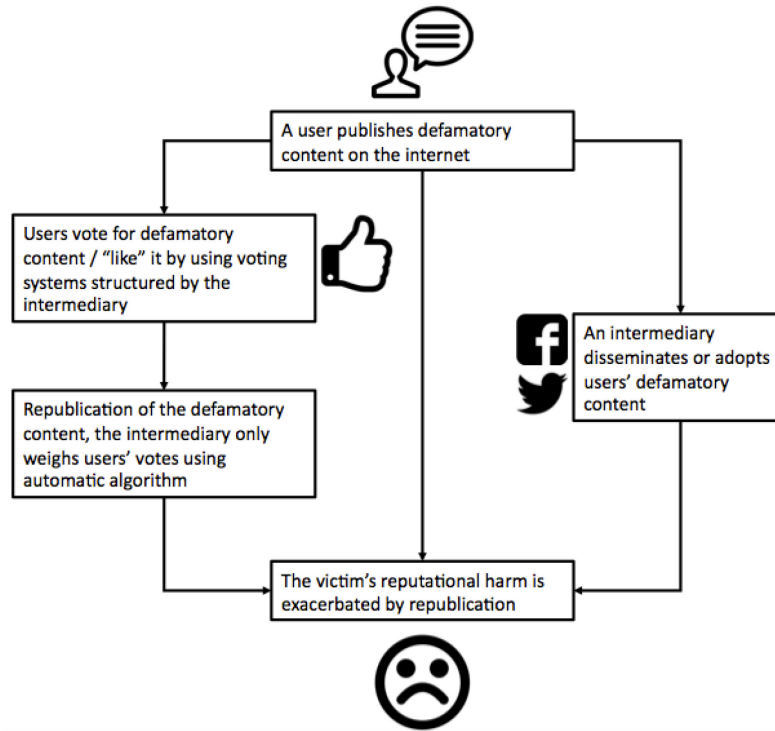 A user publishes defamatory
content on the internet
Users vote for defamatory
content / “like” it by using voting
systems structured by the
intermediary
An intermediary
disseminates or adopts
users’ defamatory
content
Republication of the defamatory
content, the intermediary only
weighs users’ votes using
automatic algorithm
The victim’s reputational harm is
exacerbated by republication